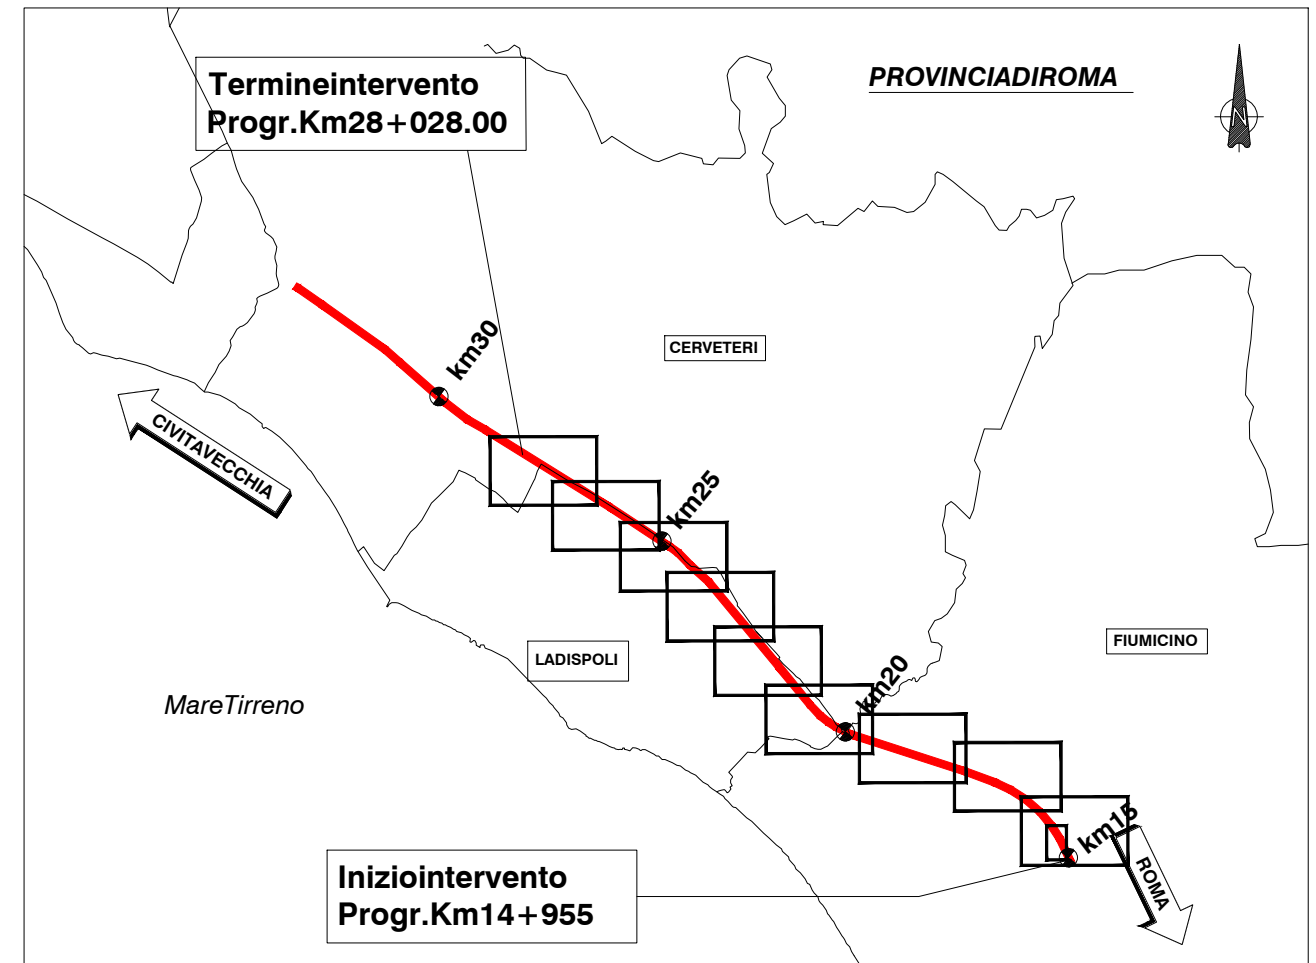 Termineintervento
Progr.Km28+028.00
PROVINCIADIROMA
N
km30
CERVETERI
CIVITAVECCHIA
km25
LADISPOLI
FIUMICINO
km20
MareTirreno
km15
ROMA
Iniziointervento
Progr.Km14+955